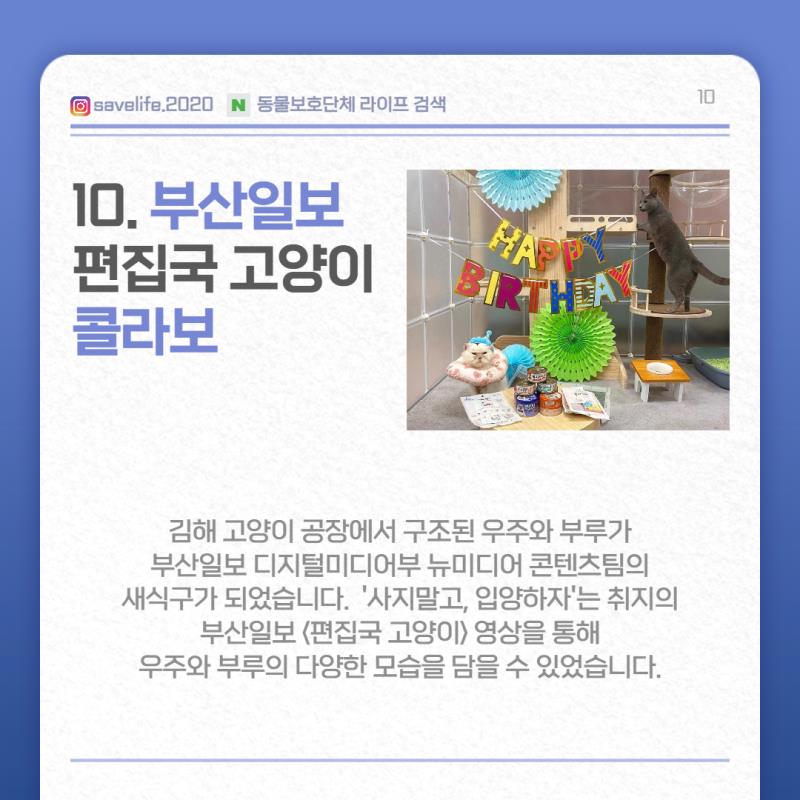 savelife_2020 N 동물보호단체 라이프 검색
10
10. 부산일보
편집국 고양이
콜라보
HAPPY
BIRTHDAY
김해 고양이 공장에서 구조된 우주와 부루가
부산일보 디지털미디어부 뉴미디어 콘텐츠팀의
새식구가 되었습니다. '사지말고, 입양하자'는 취지의
부산일보 〈편집국 고양이〉 영상을 통해
우주와 부루의 다양한 모습을 담을 수 있었습니다.